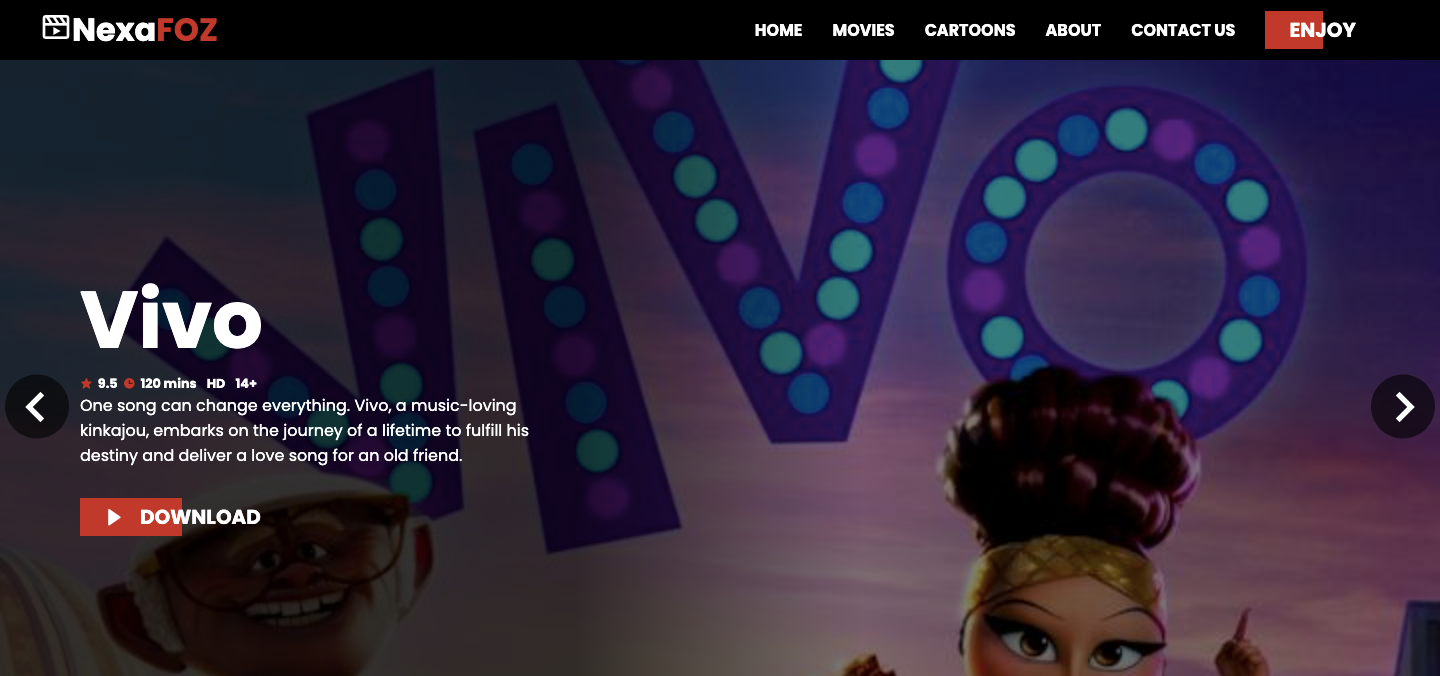 NexaFOZ
HOME MOVIES CARTOONS ABOUT CONTACT US ENJOY
VIVO
Vivo
9.5 120 mins HD 14+
One song can change everything. Vivo, a music-loving
kinkajou, embarks on the journey of a lifetime to fulfill his
destiny and deliver a love song for an old friend.
DOWNLOAD